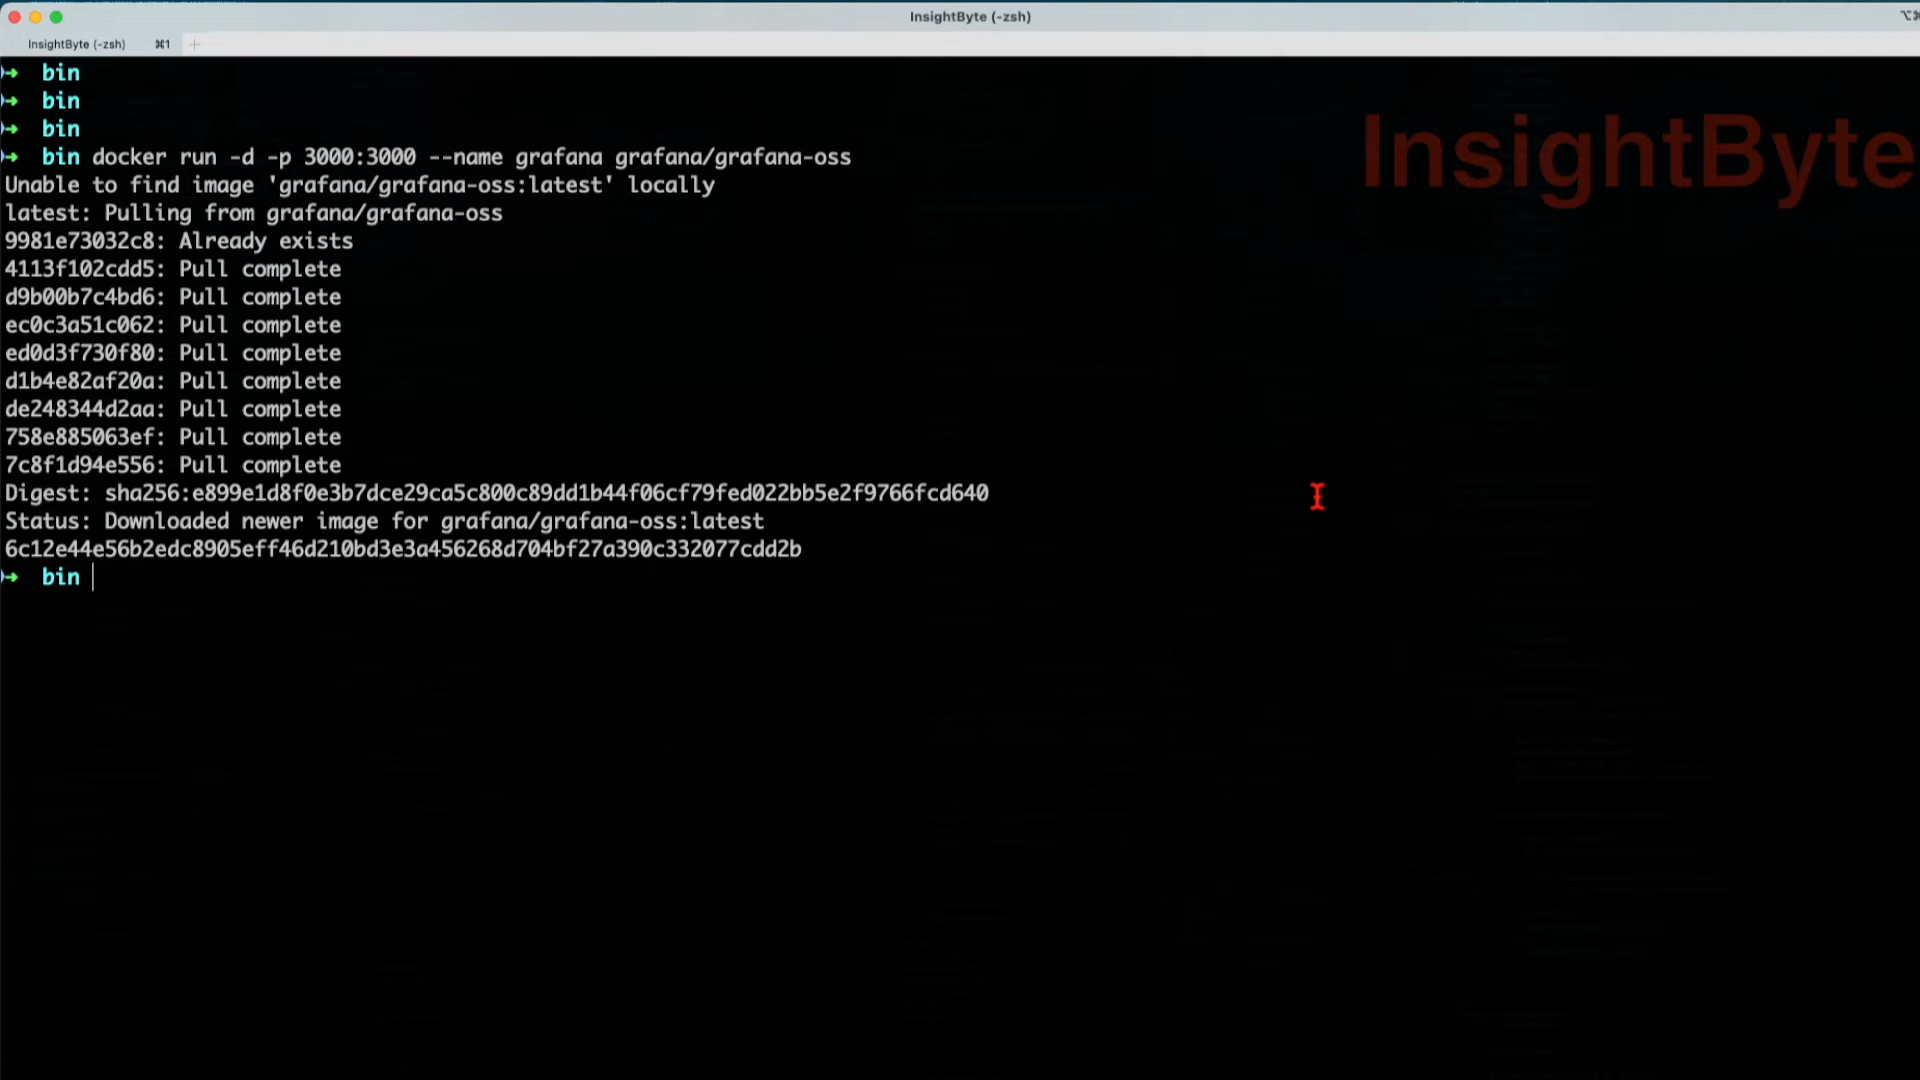 InsightByte (-zsh)
InsightByte (-zsh) ⌘1
InsightByte
→ bin
→ bin
→ bin
→ bin docker run -d -p 3000:3000 --name grafana grafana/grafana-oss
Unable to find image 'grafana/grafana-oss:latest' locally
latest: Pulling from grafana/grafana-oss
9981e73032c8: Already exists
4113f102cdd5: Pull complete
d9b00b7c4bd6: Pull complete
ec0c3a51c062: Pull complete
ed0d3f730f80: Pull complete
d1b4e82af20a: Pull complete
de248344d2aa: Pull complete
758e885063ef: Pull complete
7c8f1d94e556: Pull complete
Digest: sha256:e899e1d8f0e3b7dce29ca5c800c89dd1b44f06cf79fed022bb5e2f9766fcd640
Status: Downloaded newer image for grafana/grafana-oss:latest
6c12e44e56b2edc8905eff46d210bd3e3a456268d704bf27a390c332077cdd2b
→ bin